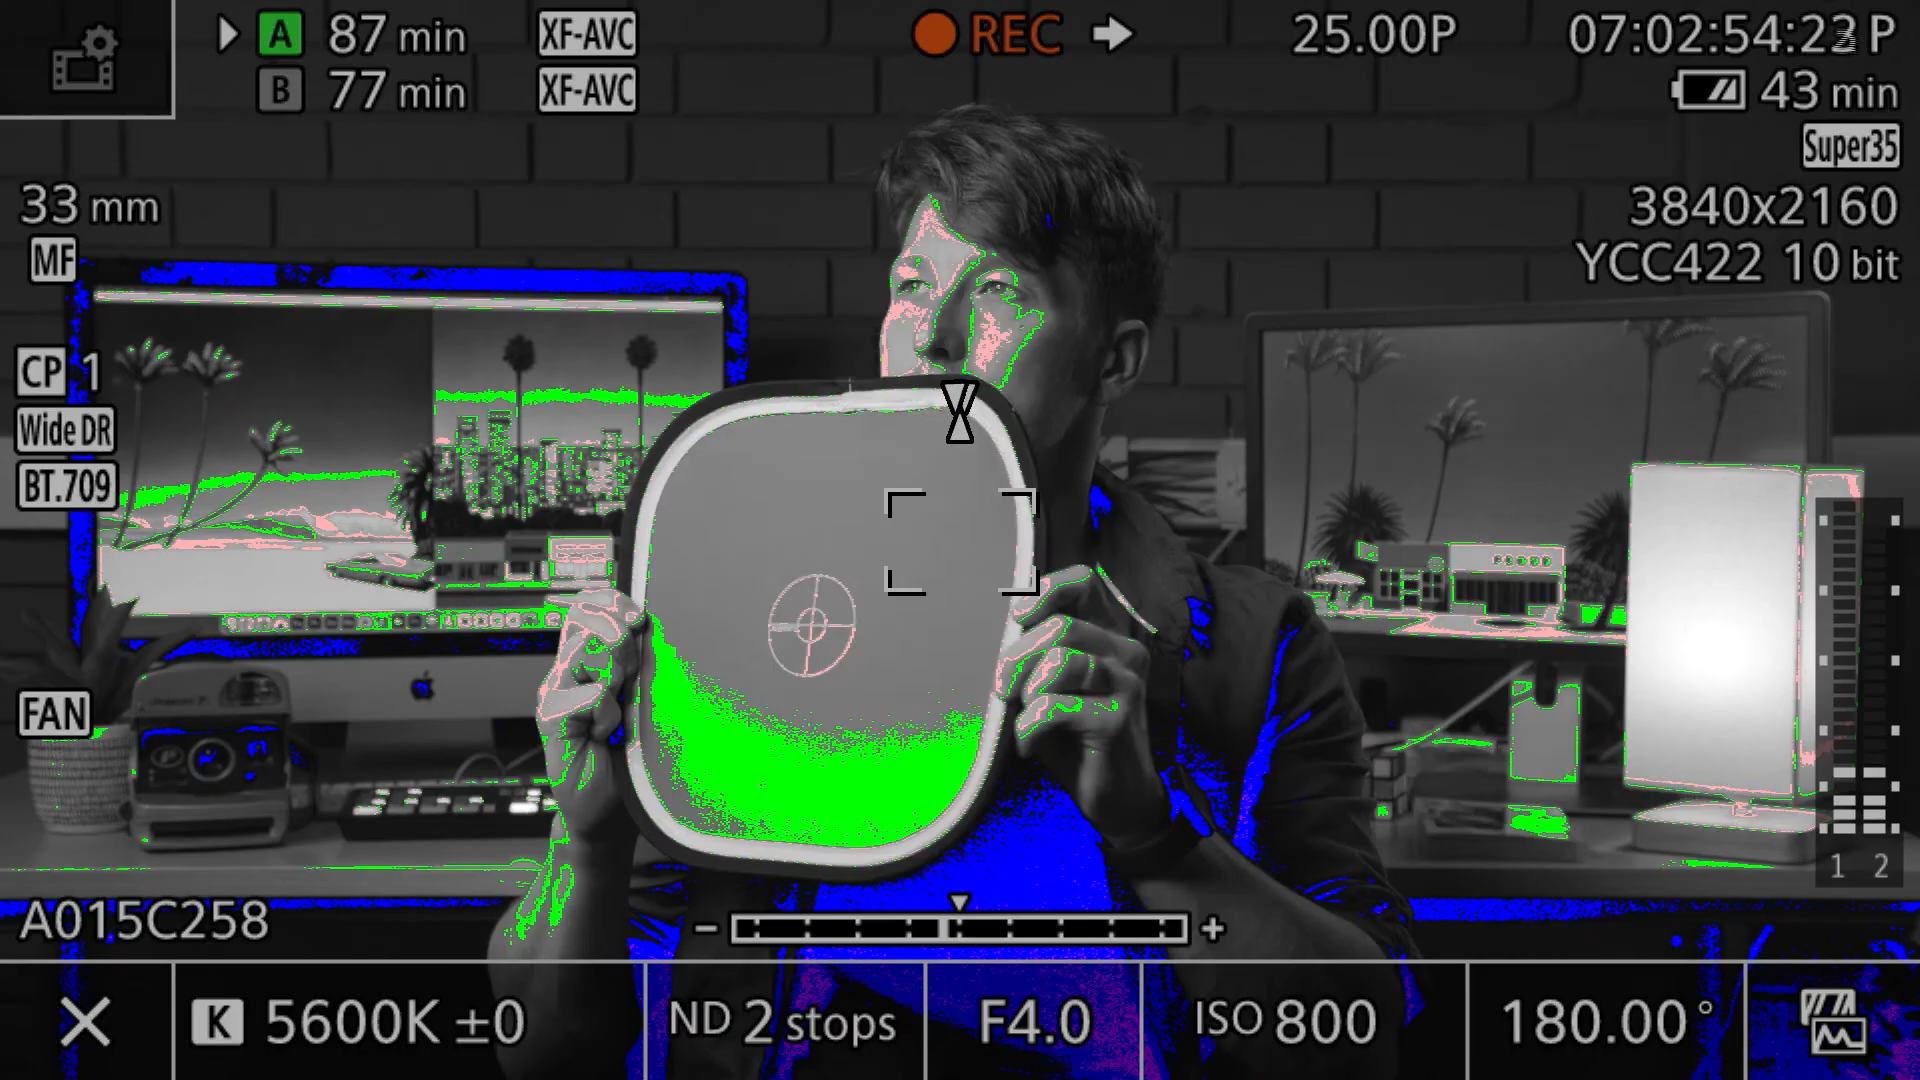 A 87 min XF-AVC REC 25.00P 07:02:54:23 P
B 77 min XF-AVC 43 min
Super35
33 mm 3840x2160
MF YCC422 10 bit
CP 1
Wide DR
BT.709
FAN
1 2
A015C258
− +
K 5600K ±0 ND 2 stops F4.0 ISO 800 180.00°